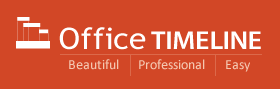 Office TIMELINE
Beautiful Professional Easy